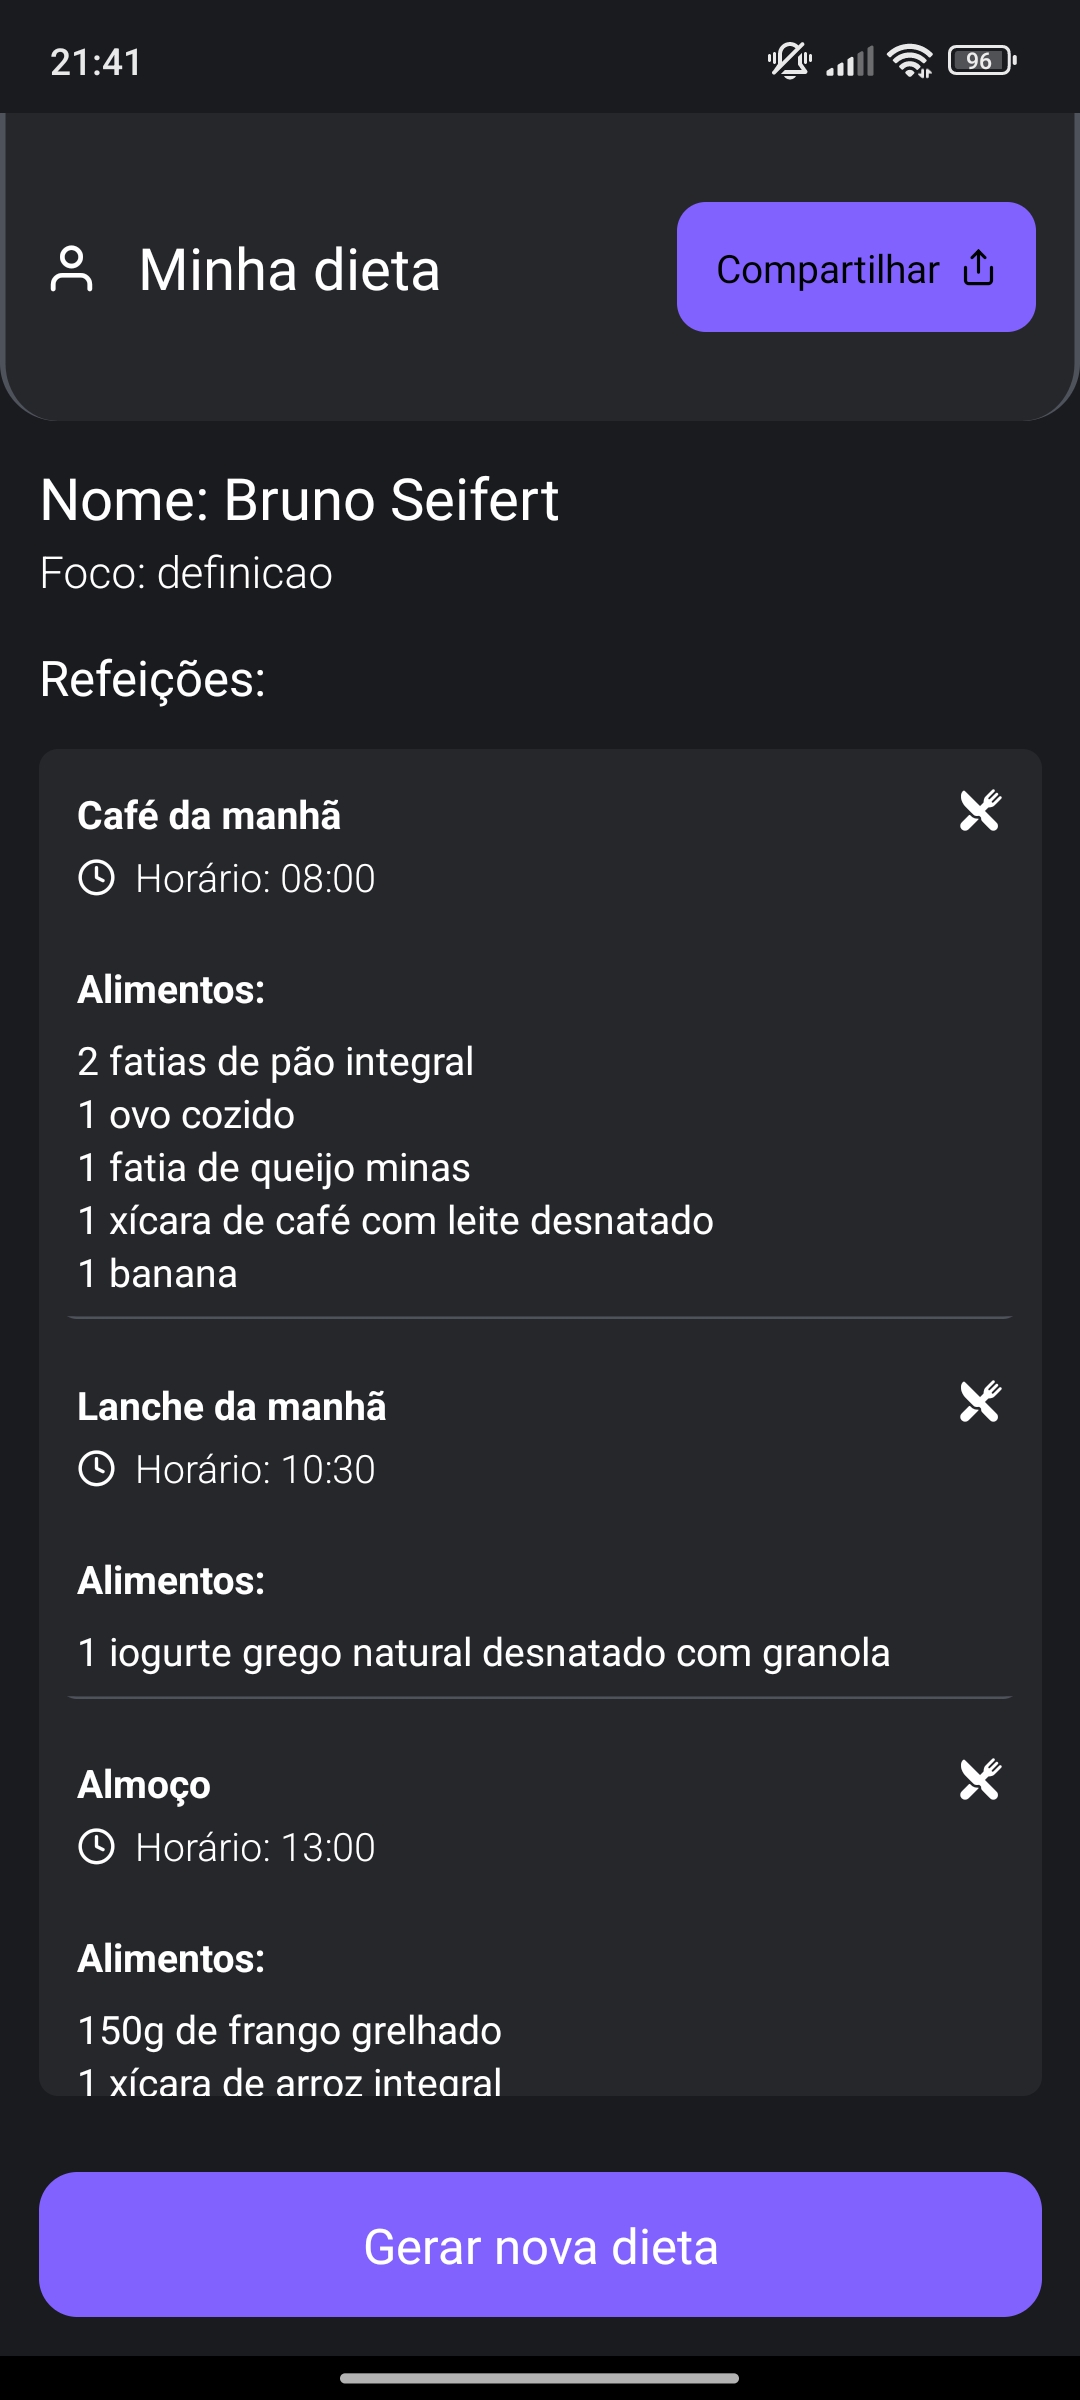 21:41
96
Minha dieta
Compartilhar
Nome: Bruno Seifert
Foco: definicao
Refeições:
Café da manhã
Horário: 08:00
Alimentos:
2 fatias de pão integral
1 ovo cozido
1 fatia de queijo minas
1 xícara de café com leite desnatado
1 banana
Lanche da manhã
Horário: 10:30
Alimentos:
1 iogurte grego natural desnatado com granola
Almoço
Horário: 13:00
Alimentos:
150g de frango grelhado
1 xícara de arroz integral
Gerar nova dieta